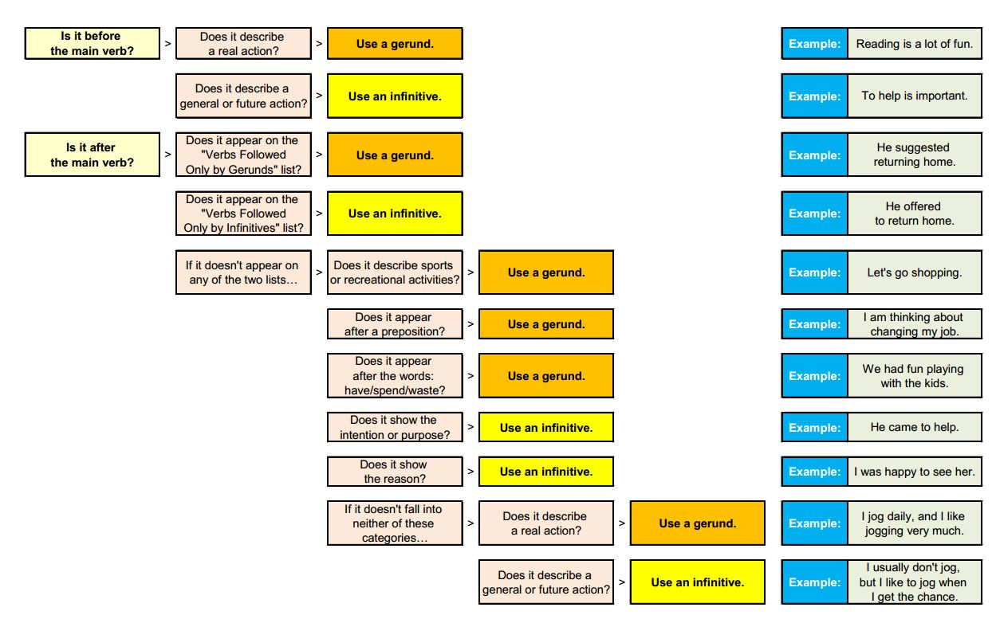 Is it before
the main verb?
>
Does it describe
a real action?
>
Use a gerund.
Example:
Reading is a lot of fun.
Does it describe a
general or future action?
>
Use an infinitive.
Example:
To help is important.
Is it after
the main verb?
>
Does it appear on the
"Verbs Followed
Only by Gerunds" list?
>
Use a gerund.
Example:
He suggested
returning home.
Does it appear on the
"Verbs Followed
Only by Infinitives" list?
>
Use an infinitive.
Example:
He offered
to return home.
If it doesn't appear on
any of the two lists…
>
Does it describe sports
or recreational activities?
>
Use a gerund.
Example:
Let's go shopping.
Does it appear
after a preposition?
>
Use a gerund.
Example:
I am thinking about
changing my job.
Does it appear
after the words:
have/spend/waste?
>
Use a gerund.
Example:
We had fun playing
with the kids.
Does it show the
intention or purpose?
>
Use an infinitive.
Example:
He came to help.
Does it show
the reason?
>
Use an infinitive.
Example:
I was happy to see her.
If it doesn't fall into
neither of these
categories…
>
Does it describe
a real action?
>
Use a gerund.
Example:
I jog daily, and I like
jogging very much.
Does it describe a
general or future action?
>
Use an infinitive.
Example:
I usually don't jog,
but I like to jog when
I get the chance.